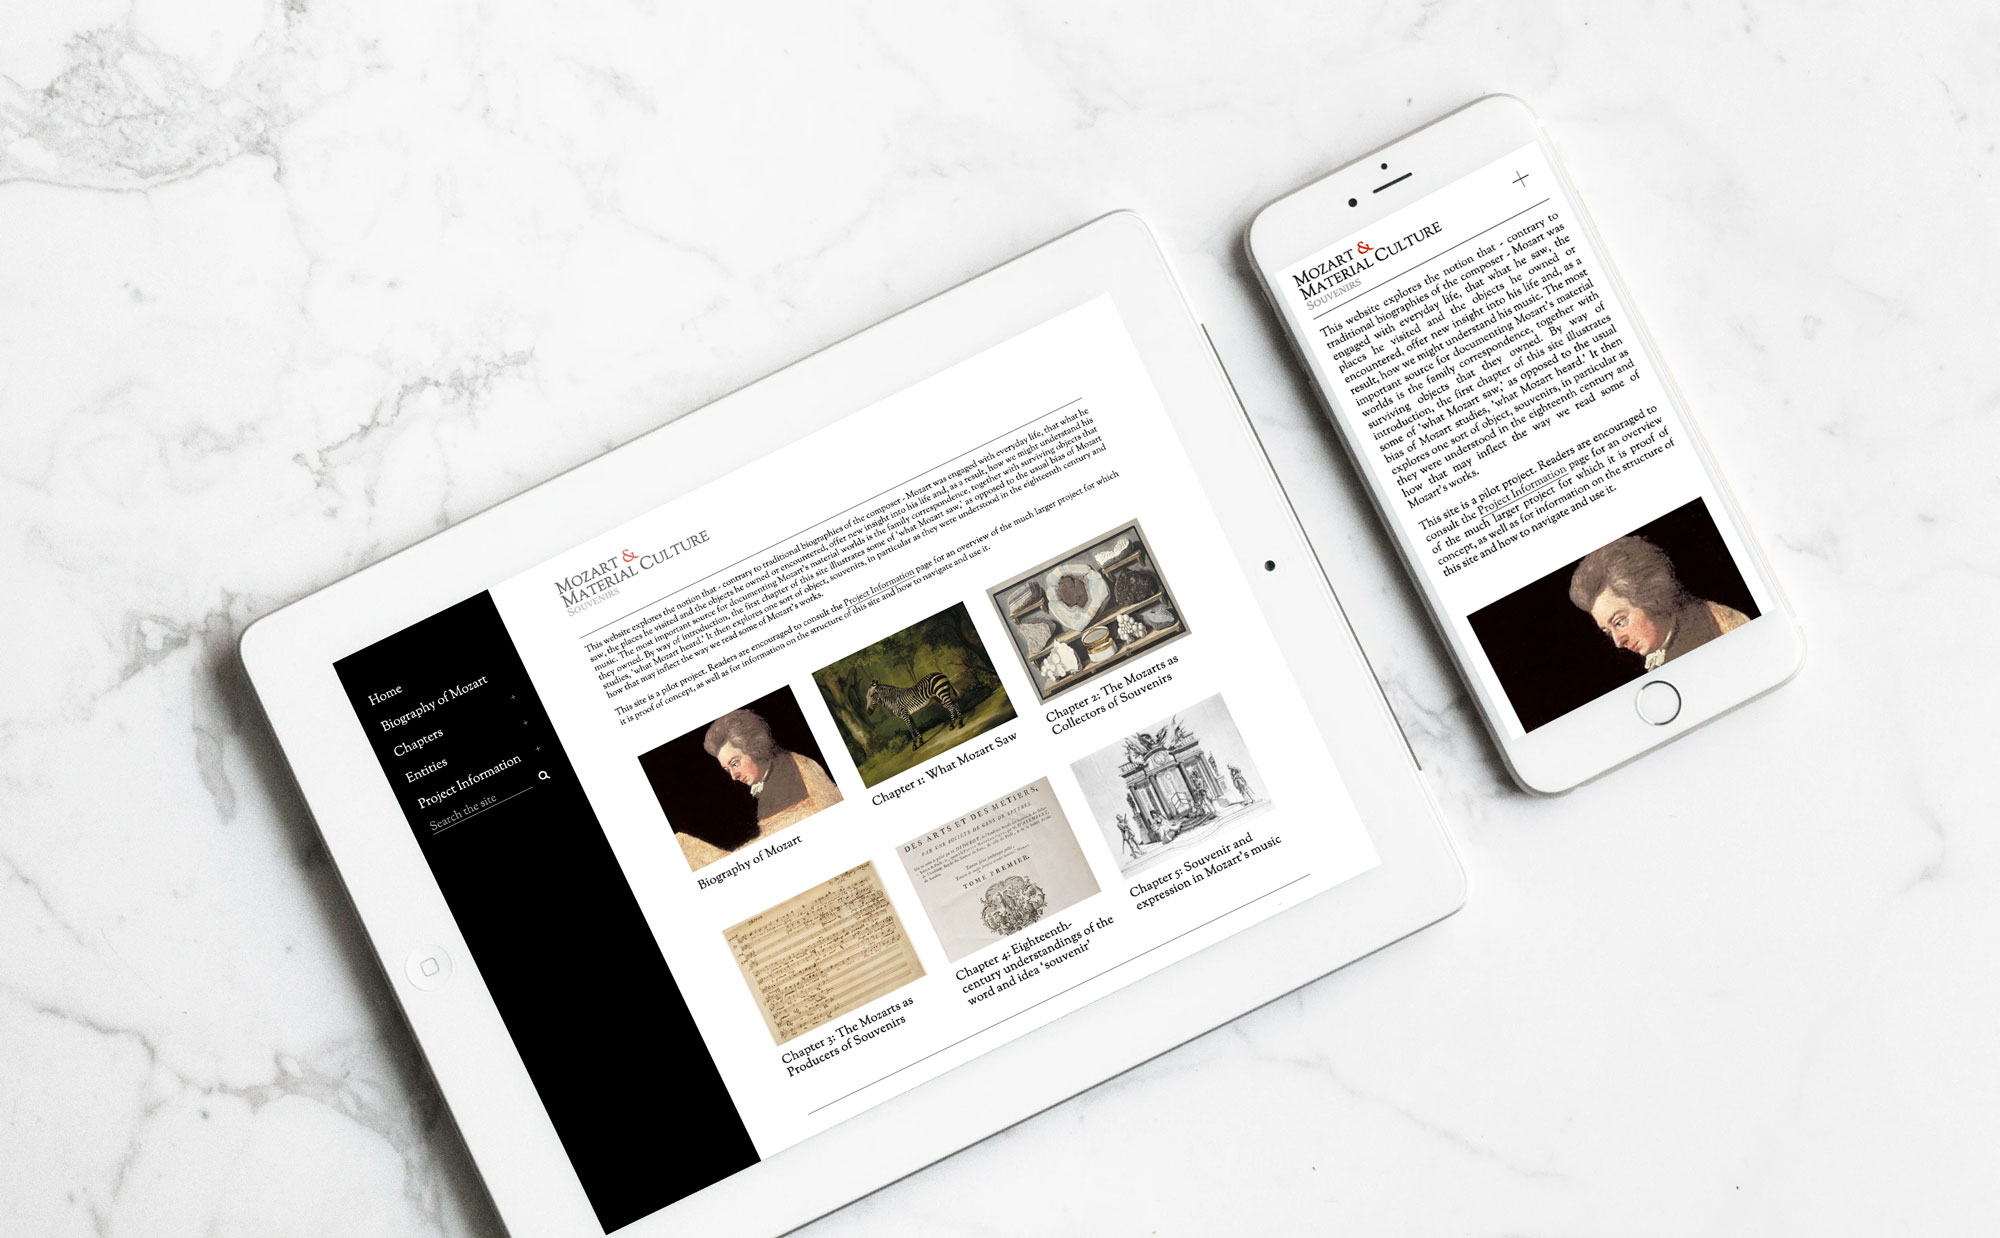 Home
Biography of Mozart
Chapters
Entities
Project Information
Search the site
MOZART &
MATERIAL CULTURE
SOUVENIRS
This website explores the notion that - contrary to traditional biographies of the composer - Mozart was engaged with everyday life, that what he
saw, the places he visited and the objects he owned or encountered, offer new insight into his life and, as a result, how we might understand his
music. The most important source for documenting Mozart's material worlds is the family correspondence, together with surviving objects that
they owned. By way of introduction, the first chapter of this site illustrates some of 'what Mozart saw,' as opposed to the usual bias of Mozart
studies, 'what Mozart heard.' It then explores one sort of object, souvenirs, in particular as they were understood in the eighteenth century and
how that may inflect the way we read some of Mozart's works.
This site is a pilot project. Readers are encouraged to consult the Project Information page for an overview of the much larger project for which
it is proof of concept, as well as for information on the structure of this site and how to navigate and use it.
Biography of Mozart
Chapter 1: What Mozart Saw
Chapter 2: The Mozarts as
Collectors of Souvenirs
Chapter 3: The Mozarts as
Producers of Souvenirs
DES ARTS ET DES METIERS,
PAR UNE SOCIETE DE GENS DE LETTRES.
TOME PREMIER.
Chapter 4: Eighteenth-
century understandings of the
word and idea 'souvenir'
Chapter 5: Souvenir and
expression in Mozart's music
MOZART &
MATERIAL CULTURE
SOUVENIRS
This website explores the notion that - contrary to
traditional biographies of the composer - Mozart was
engaged with everyday life, that what he saw, the
places he visited and the objects he owned or
encountered, offer new insight into his life and, as a
result, how we might understand his music. The most
important source for documenting Mozart's material
worlds is the family correspondence, together with
surviving objects that they owned. By way of
introduction, the first chapter of this site illustrates
some of 'what Mozart saw,' as opposed to the usual
bias of Mozart studies, 'what Mozart heard.' It then
explores one sort of object, souvenirs, in particular as
they were understood in the eighteenth century and
how that may inflect the way we read some of
Mozart's works.
This site is a pilot project. Readers are encouraged to
consult the Project Information page for an overview
of the much larger project for which it is proof of
concept, as well as for information on the structure of
this site and how to navigate and use it.